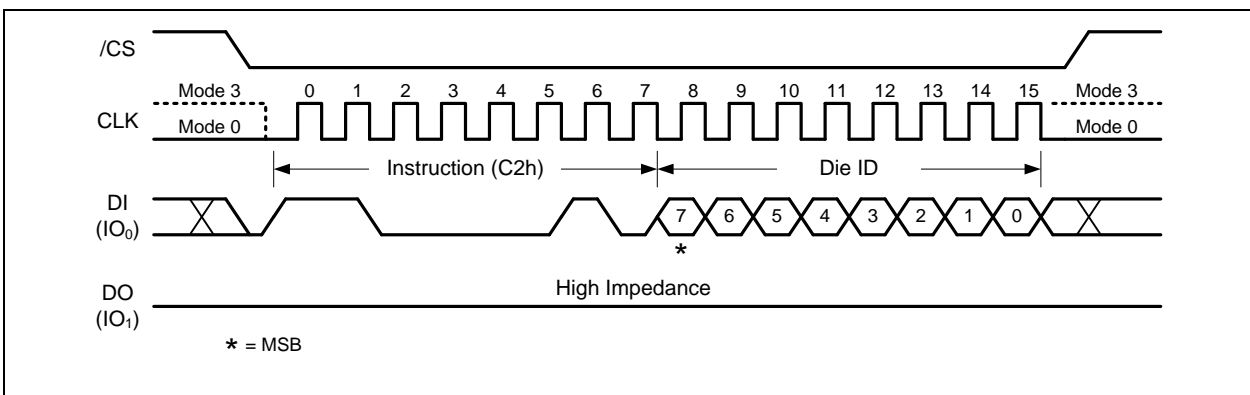 /CS
Mode 3 0 1 2 3 4 5 6 7 8 9 10 11 12 13 14 15 Mode 3
CLK
Mode 0 Mode 0
Instruction (C2h) Die ID
DI
(IO₀)
7 6 5 4 3 2 1 0
*
High Impedance
DO
(IO₁)
* = MSB